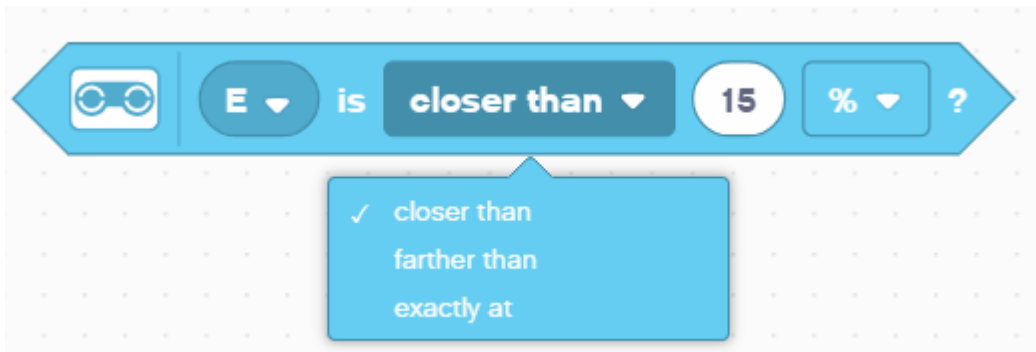 E is closer than 15 % ?
✓ closer than
farther than
exactly at